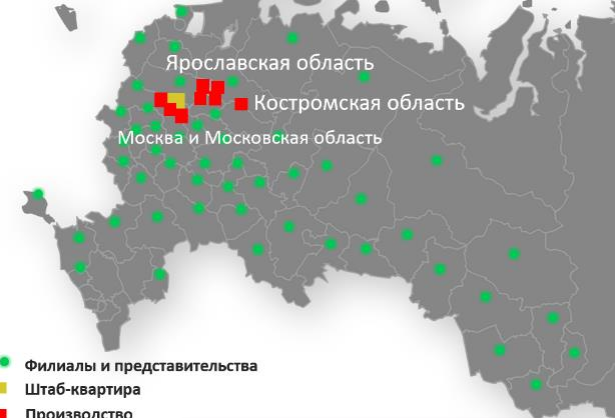 Ярославская область
Костромская область
Москва и Московская область
Филиалы и представительства
Штаб-квартира
Производство